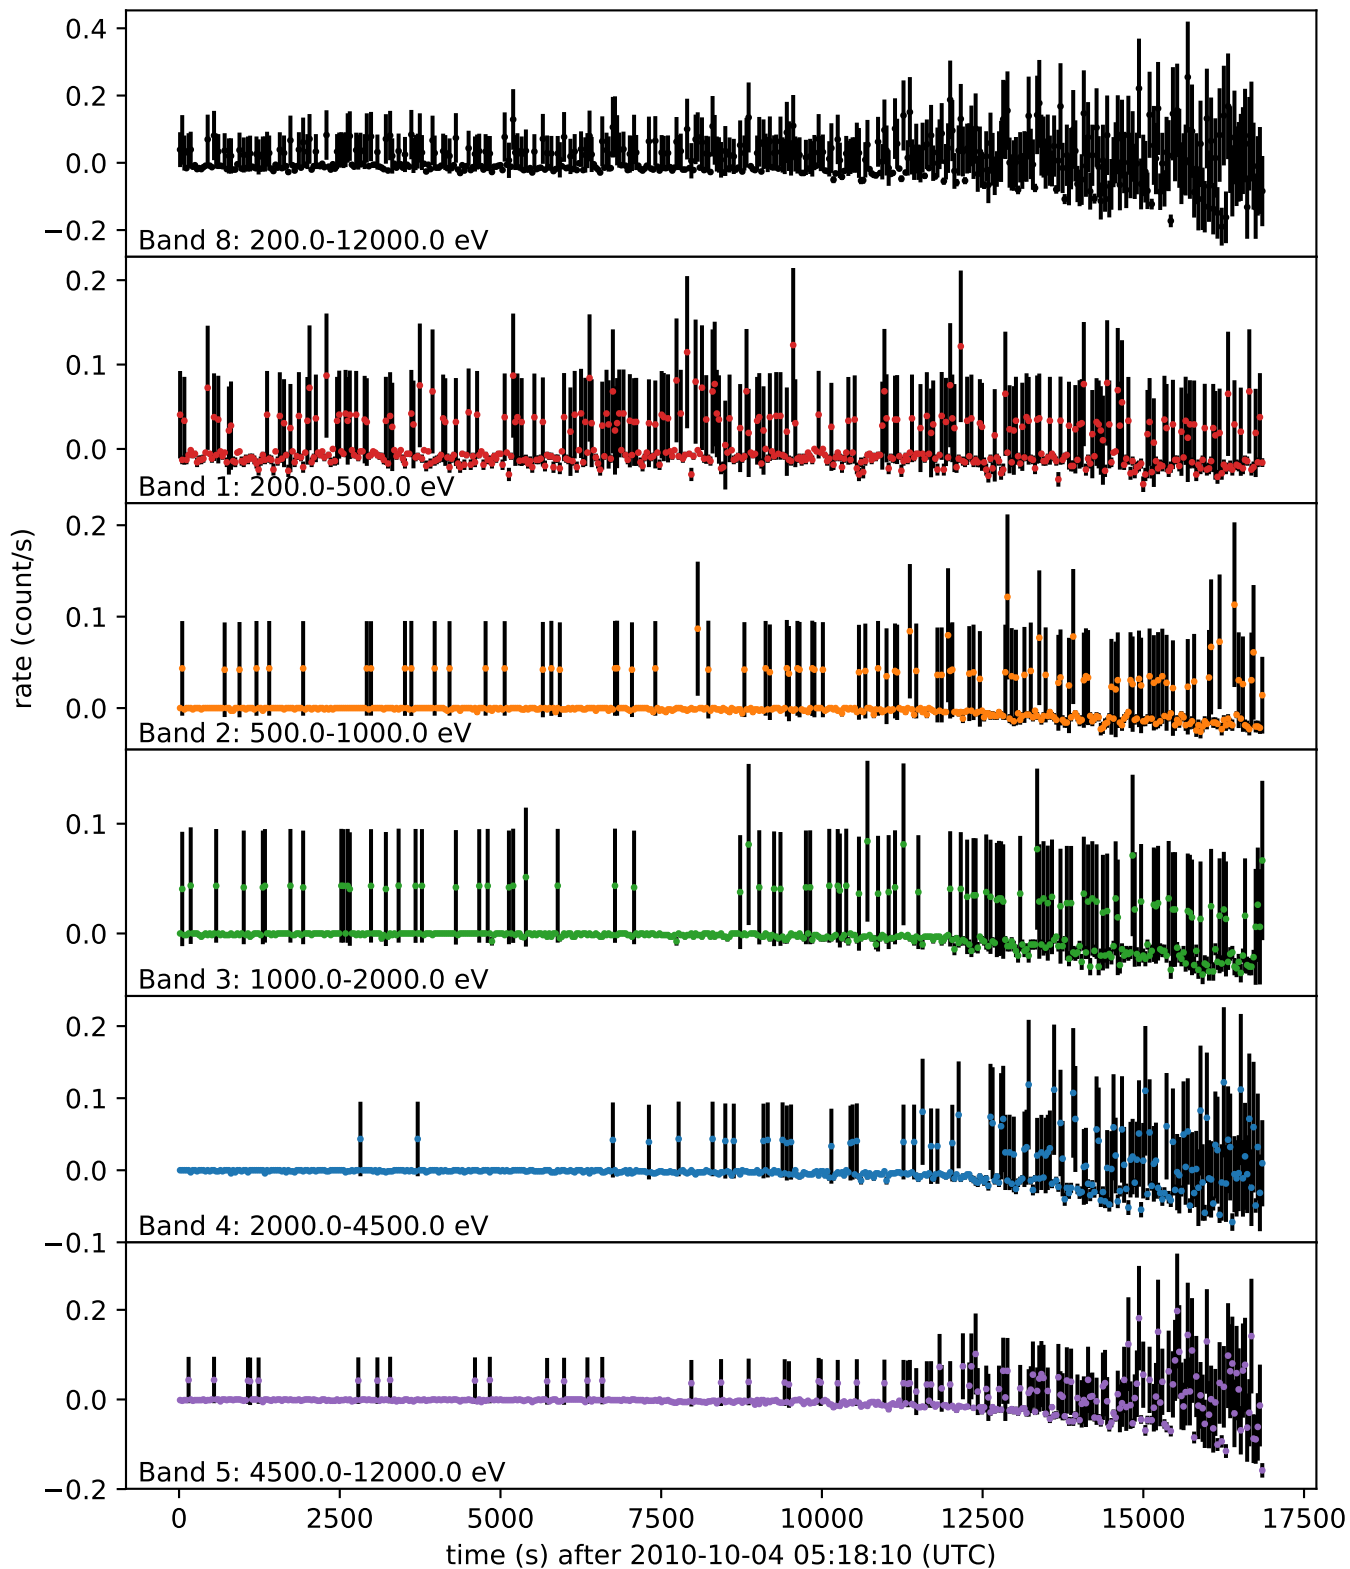 0.4
0.2
0.0
−0.2
Band 8: 200.0-12000.0 eV
0.2
0.1
0.0
Band 1: 200.0-500.0 eV
rate (count/s)
0.2
0.1
0.0
Band 2: 500.0-1000.0 eV
0.1
0.0
Band 3: 1000.0-2000.0 eV
0.2
0.1
0.0
−0.1
Band 4: 2000.0-4500.0 eV
0.2
0.0
−0.2
Band 5: 4500.0-12000.0 eV
0 2500 5000 7500 10000 12500 15000 17500
time (s) after 2010-10-04 05:18:10 (UTC)